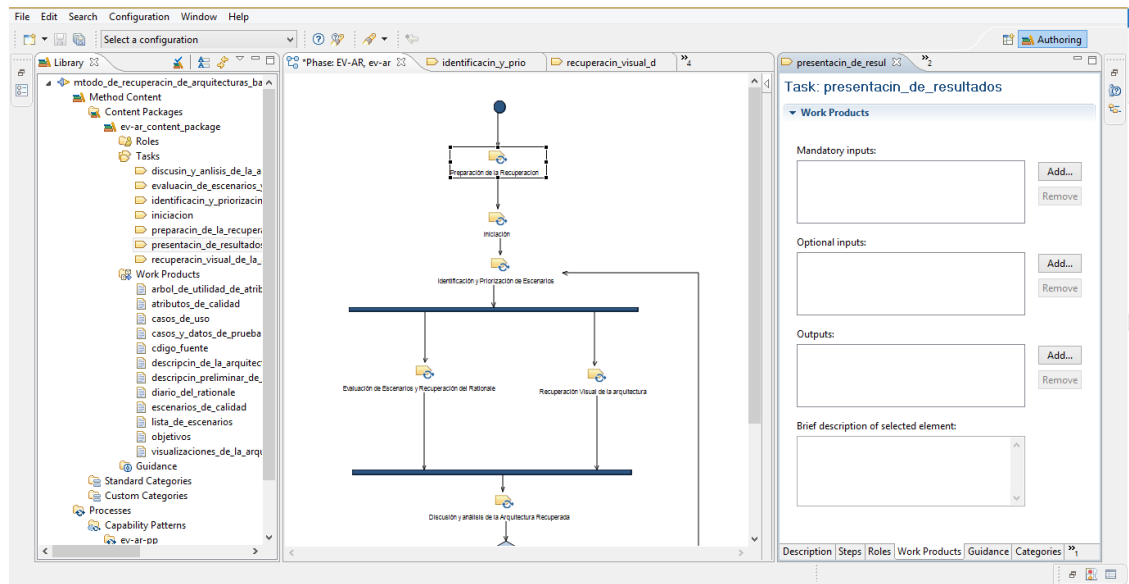 File Edit Search Configuration Window Help
Select a configuration
Authoring
Library
mtodo_de_recuperacin_de_arquitecturas_ba
Method Content
Content Packages
ev-ar_content_package
Roles
Tasks
discusin_y_anlisis_de_la_a
evaluacin_de_escenarios_y
identificacin_y_priorizacin
iniciacion
preparacin_de_la_recupera
presentacin_de_resultados
recuperacin_visual_de_la_
Work Products
arbol_de_utilidad_de_atrib
atributos_de_calidad
casos_de_uso
casos_y_datos_de_prueba
cdigo_fuente
descripcin_de_la_arquitec
descripcin_preliminar_de_
diario_del_rationale
escenarios_de_calidad
lista_de_escenarios
objetivos
visualizaciones_de_la_arqu
Guidance
Standard Categories
Custom Categories
Processes
Capability Patterns
ev-ar-pp
*Phase: EV-AR, ev-ar
identificacin_y_prio
recuperacin_visual_d
»4
Preparación de la Recuperacion
Iniciación
Identificación y Priorización de Escenarios
Evaluación de Escenarios y Recuperación del Rationale
Recuperación Visual de la arquitectura
Discusión y análisis de la Arquitectura Recuperada
presentacin_de_resul
»2
Task: presentacin_de_resultados
Work Products
Mandatory inputs:
Add...
Remove
Optional inputs:
Add...
Remove
Outputs:
Add...
Remove
Brief description of selected element:
Description Steps Roles Work Products Guidance Categories »1